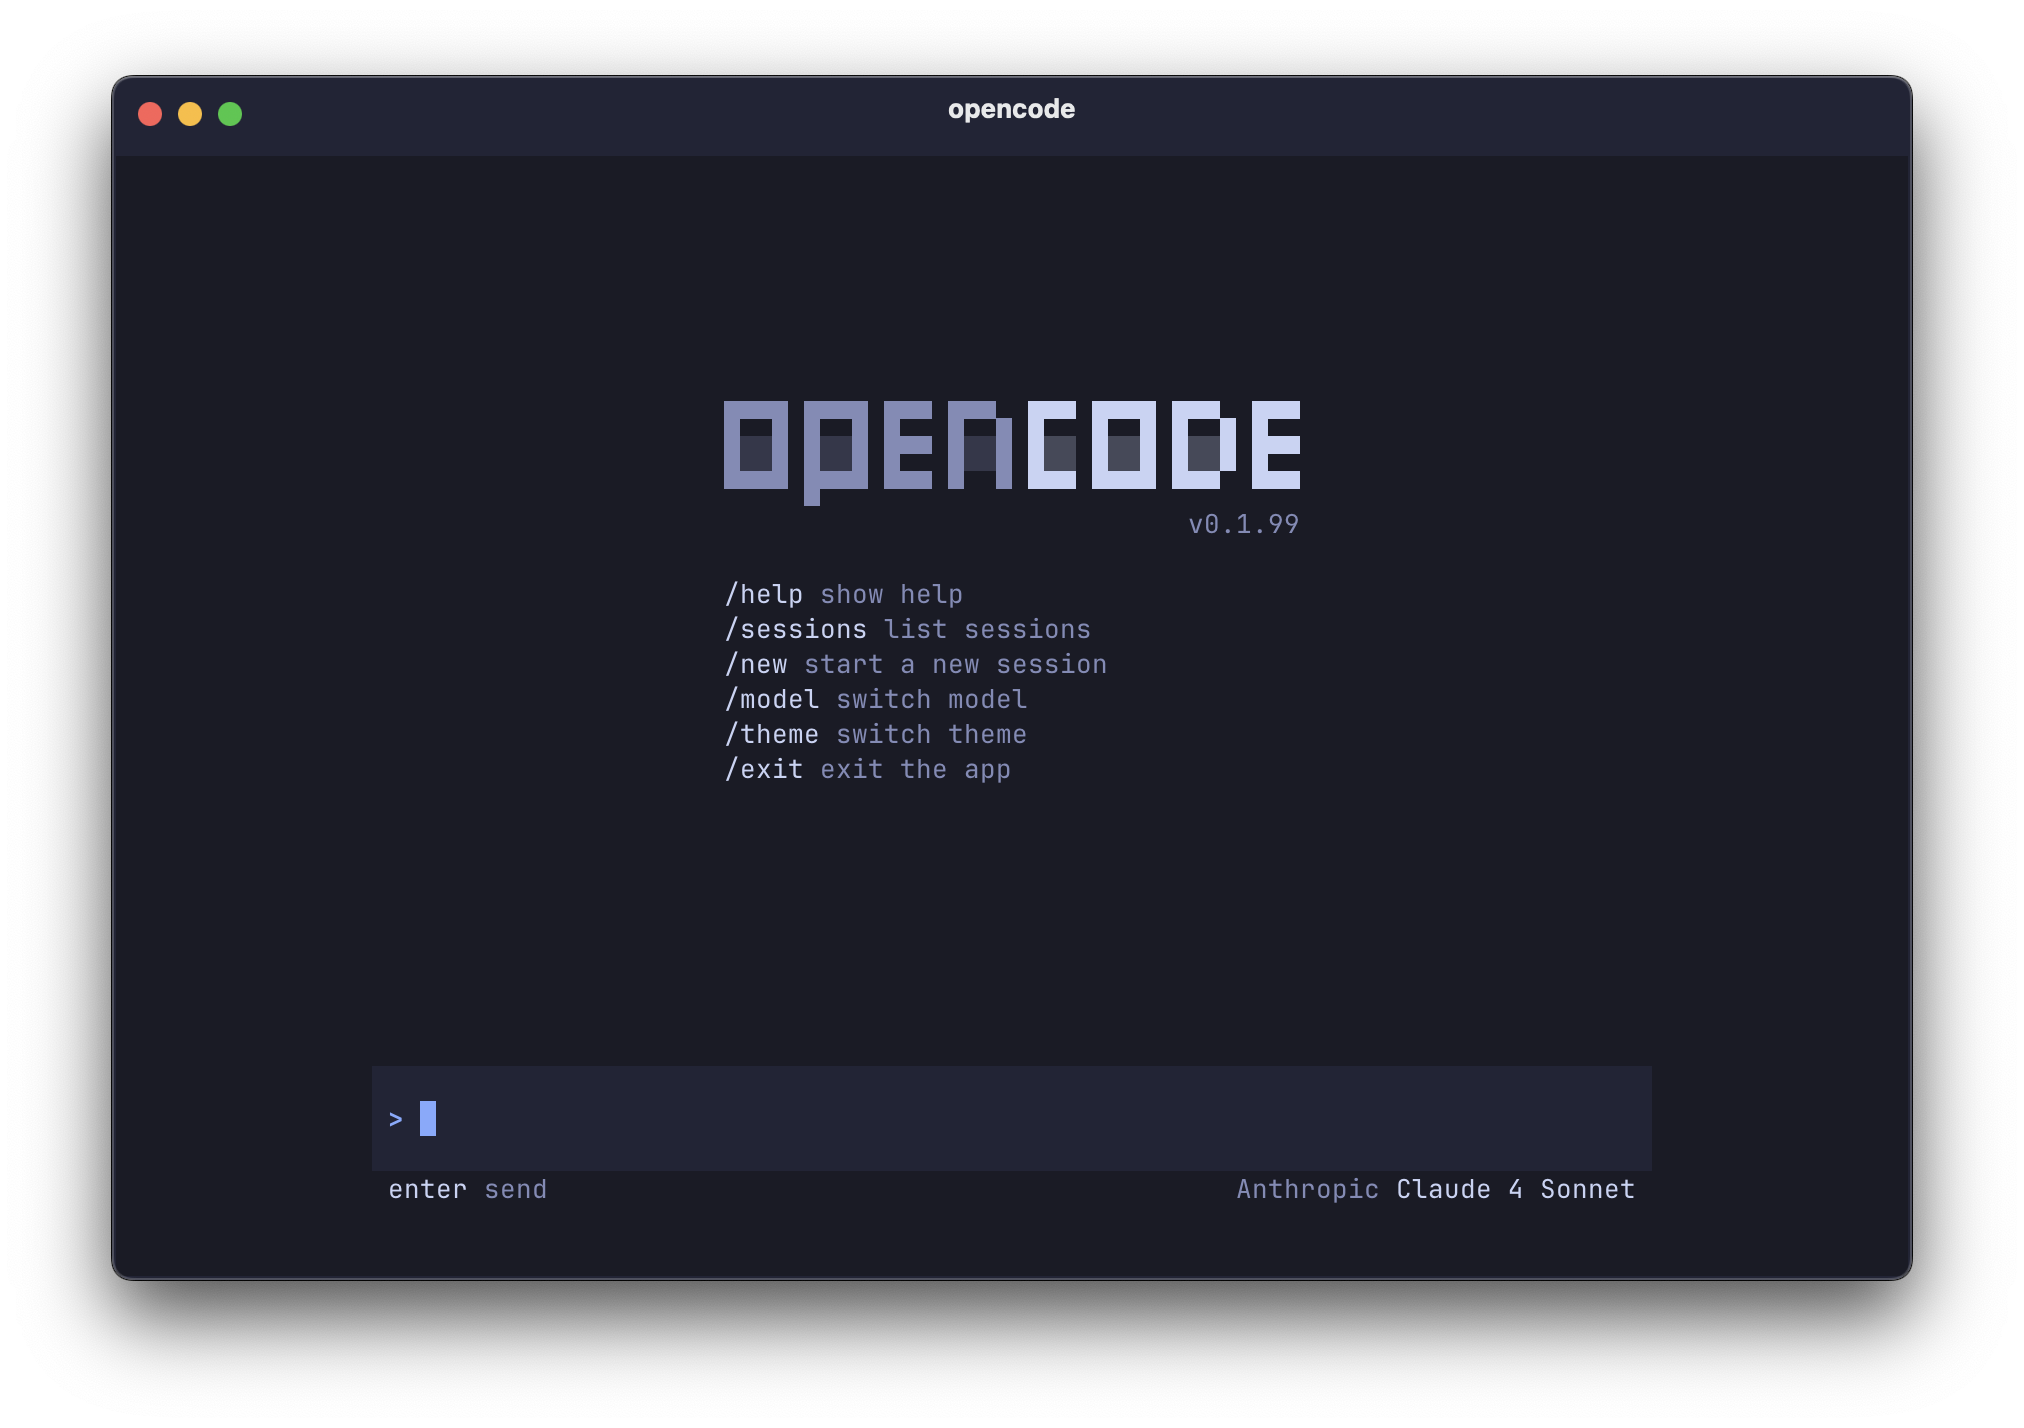 opencode
opencode
v0.1.99
/help show help
/sessions list sessions
/new start a new session
/model switch model
/theme switch theme
/exit exit the app
>
enter send
Anthropic Claude 4 Sonnet